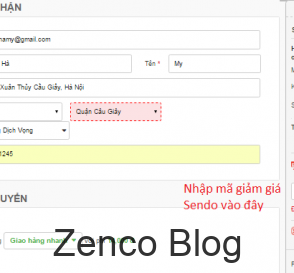 HẬN
namy@gmail.com
Hà
Tên *
My
Xuân Thủy Cầu Giấy, Hà Nội
Quận Cầu Giấy
Dịch Vọng
1245
Nhập mã giảm giá
Sendo vào đây
UYỂN
Giao hàng nhanh
Zenco Blog